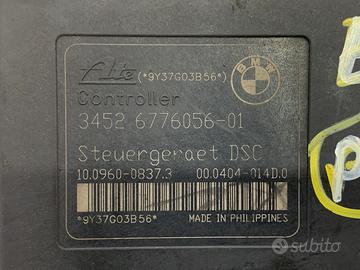 Ate (*9Y37G03B56*) BMW
Controller
3452 6776056-01
Steuergeraet DSC
10.0960-0837.3 00.0404-014D.0
*9Y37G03B56* MADE IN PHILIPPINES
subito